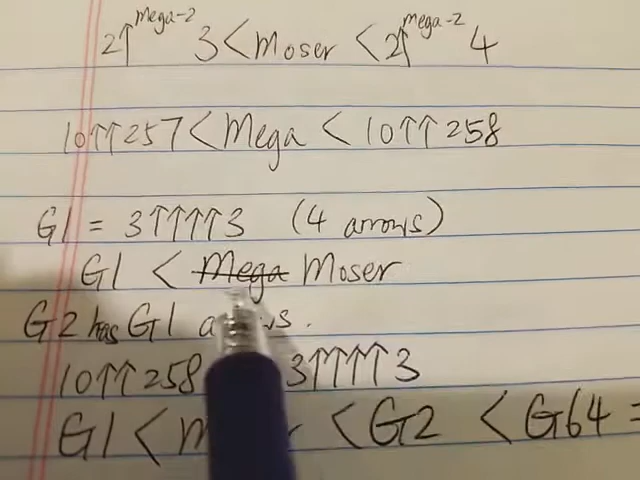 2↑^mega-2 3 < Moser < 2↑^mega-2 4
10↑↑257 < Mega < 10↑↑258
G1 = 3↑↑↑↑3 (4 arrows)
G1 < ~~Mega~~ Moser
G2 has G1
10↑↑258 3↑↑↑↑3
G1 < < G2 < G64 =